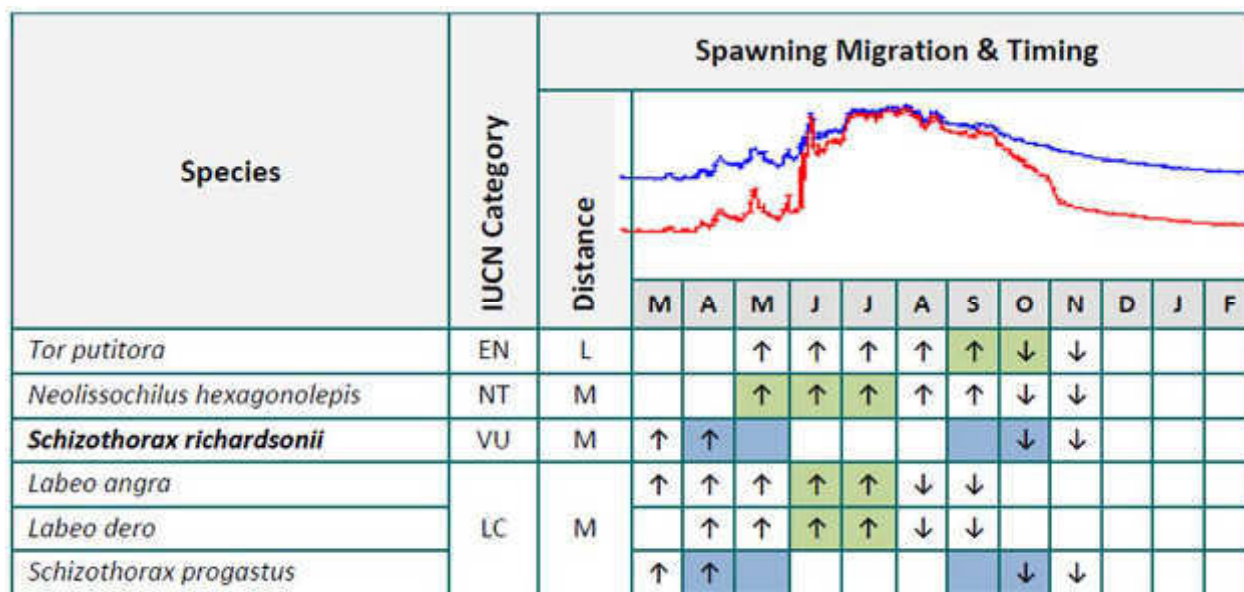 Species IUCN Category Distance Spawning Migration & Timing
M A M J J A S O N D J F
Tor putitora EN L ↑ ↑ ↑ ↑ ↑ ↓ ↓
Neolissochilus hexagonolepis NT M ↑ ↑ ↑ ↑ ↑ ↓ ↓
Schizothorax richardsonii VU M ↑ ↑ ↓ ↓
Labeo angra ↑ ↑ ↑ ↑ ↑ ↓ ↓
Labeo dero LC M ↑ ↑ ↑ ↑ ↓ ↓
Schizothorax progastus ↑ ↑ ↓ ↓